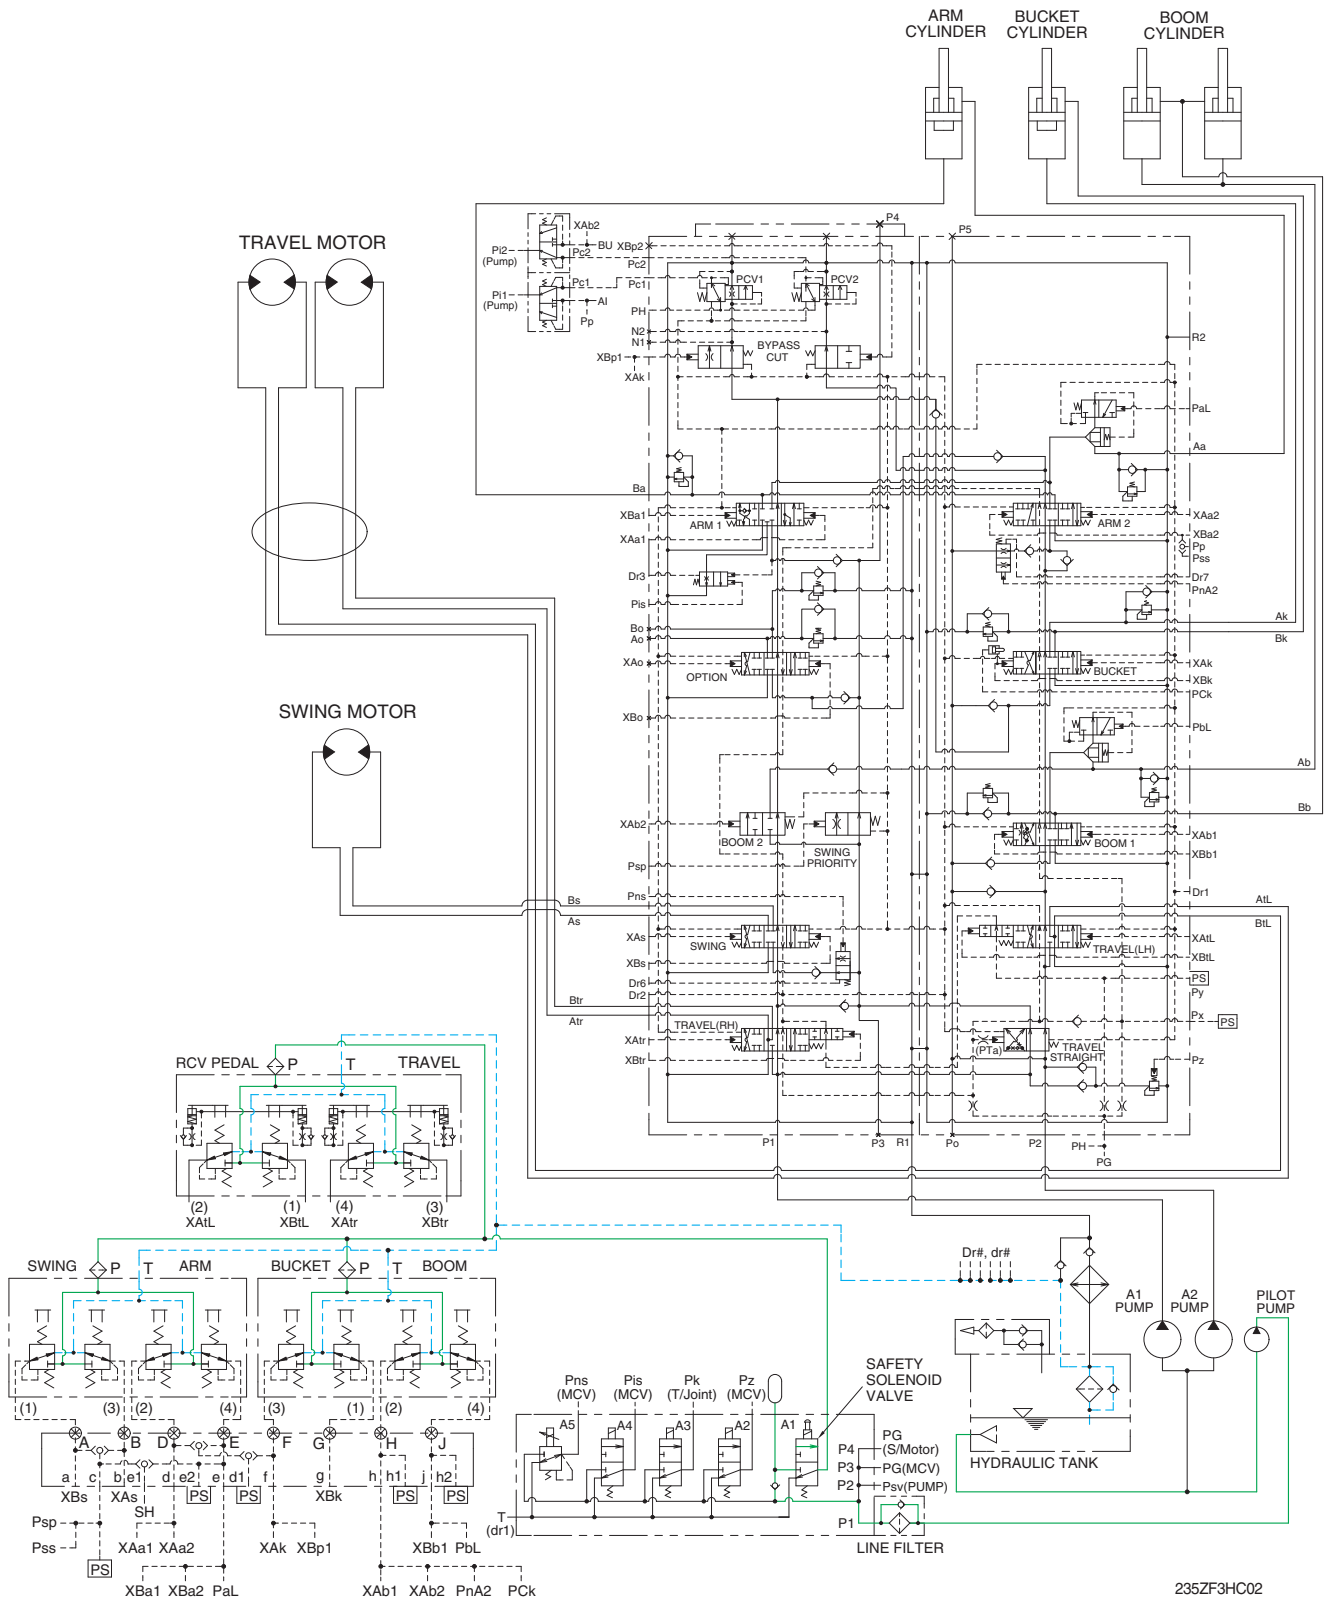 ARM
CYLINDER
BUCKET
CYLINDER
BOOM
CYLINDER
TRAVEL MOTOR
XAb2
BU
XBp2
P4
P5
Pi2
(Pump)
Pc2
Pc2
Pc1
Pc1
Pi1
(Pump)
AI
Pp
PCV1
PCV2
PH
N2
N1
R2
XBp1
BYPASS
CUT
XAk
PaL
Aa
Ba
XBa1
ARM 1
ARM 2
XAa2
XAa1
XBa2
Pp
Pss
Dr3
Dr7
PnA2
Pis
Bo
Ao
Ak
Bk
XAo
OPTION
BUCKET
XAk
XBk
PCk
SWING MOTOR
XBo
PbL
Ab
Bb
XAb2
BOOM 2
SWING
PRIORITY
BOOM 1
XAb1
XBb1
Psp
Pns
Dr1
Bs
As
AtL
BtL
XAs
SWING
TRAVEL(LH)
XAtL
XBs
XBtL
Dr6
PS
Dr2
Py
Btr
Atr
Px
PS
TRAVEL(RH)
XAtr
(PTa)
TRAVEL
STRAIGHT
XBtr
Pz
RCV PEDAL
P
T
TRAVEL
P1
P3
R1
Po
P2
PH
PG
(2)
XAtL
(1)
XBtL
(4)
XAtr
(3)
XBtr
SWING
P
T
ARM
BUCKET
P
T
BOOM
Dr#, dr#
A1
PUMP
A2
PUMP
PILOT
PUMP
(1)
(3)
(2)
(4)
(3)
(1)
(2)
(4)
Pns
(MCV)
Pis
(MCV)
Pk
(T/Joint)
Pz
(MCV)
SAFETY
SOLENOID
VALVE
A5
A4
A3
A2
A1
A
B
D
E
F
G
H
J
PG
P4
(S/Motor)
P3
PG(MCV)
P2
Psv(PUMP)
HYDRAULIC TANK
a
c
b
e1
d
e2
e
d1
f
g
h
h1
j
h2
XBs
XAs
PS
PS
XBk
PS
PS
SH
T
(dr1)
P1
LINE FILTER
Psp
Pss
PS
XAa1
XAa2
XAk
XBp1
XBb1
PbL
XBa1
XBa2
PaL
XAb1
XAb2
PnA2
PCk
235ZF3HC02